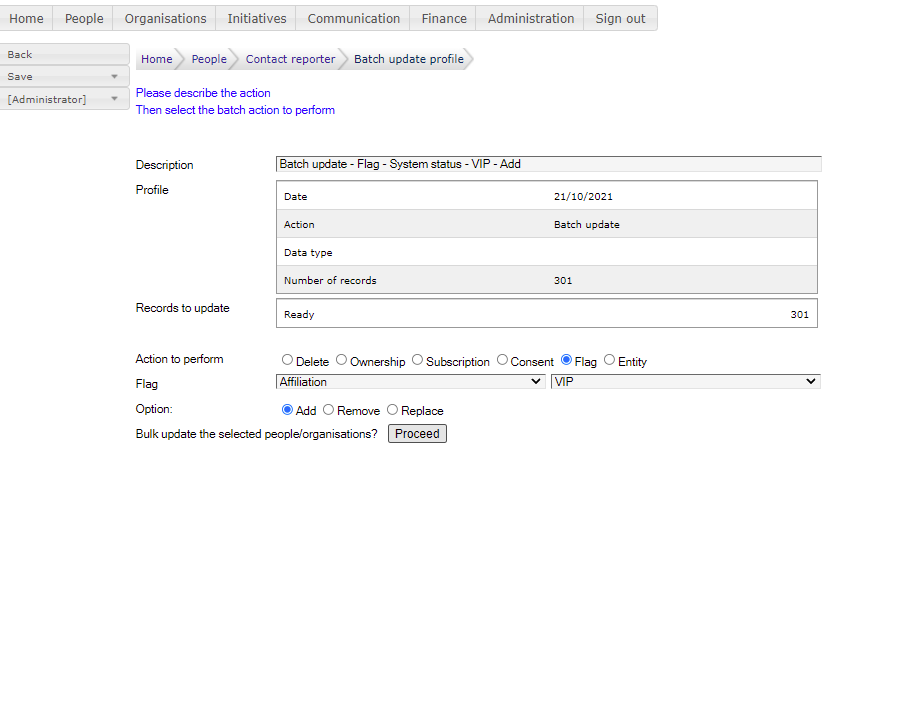 Home People Organisations Initiatives Communication Finance Administration Sign out
Back
Save
[Administrator]
Home People Contact reporter Batch update profile
Please describe the action
Then select the batch action to perform
Description Batch update - Flag - System status - VIP - Add
Profile
Date 21/10/2021
Action Batch update
Data type
Number of records 301
Records to update
Ready 301
Action to perform Delete Ownership Subscription Consent Flag Entity
Flag Affiliation VIP
Option: Add Remove Replace
Bulk update the selected people/organisations? Proceed